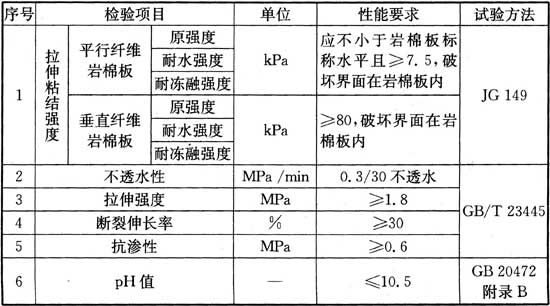 序号 检验项目 单位 性能要求 试验方法
1 拉伸粘结强度 平行纤维岩棉板 原强度 kPa 应不小于岩棉板标
耐水强度 称水平且≥7.5,破
耐冻融强度 坏界面在岩棉板内
JG 149
垂直纤维岩棉板 原强度 kPa ≥80,破坏界面在岩
耐水强度 棉板内
耐冻融强度
2 不透水性 MPa /min 0.3/30 不透水
3 拉伸强度 MPa ≥1.8
GB/T 23445
4 断裂伸长率 % ≥30
5 抗渗性 MPa ≥0.6
6 pH 值 — ≤10.5 GB 20472
附录 B